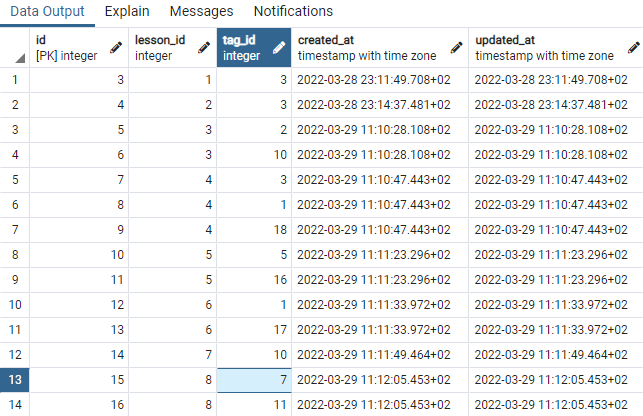 Data Output Explain Messages Notifications
id lesson_id tag_id created_at updated_at
[PK] integer integer integer timestamp with time zone timestamp with time zone
1 3 1 3 2022-03-28 23:11:49.708+02 2022-03-28 23:11:49.708+02
2 4 2 3 2022-03-28 23:14:37.481+02 2022-03-28 23:14:37.481+02
3 5 3 2 2022-03-29 11:10:28.108+02 2022-03-29 11:10:28.108+02
4 6 3 10 2022-03-29 11:10:28.108+02 2022-03-29 11:10:28.108+02
5 7 4 3 2022-03-29 11:10:47.443+02 2022-03-29 11:10:47.443+02
6 8 4 1 2022-03-29 11:10:47.443+02 2022-03-29 11:10:47.443+02
7 9 4 18 2022-03-29 11:10:47.443+02 2022-03-29 11:10:47.443+02
8 10 5 5 2022-03-29 11:11:23.296+02 2022-03-29 11:11:23.296+02
9 11 5 16 2022-03-29 11:11:23.296+02 2022-03-29 11:11:23.296+02
10 12 6 1 2022-03-29 11:11:33.972+02 2022-03-29 11:11:33.972+02
11 13 6 17 2022-03-29 11:11:33.972+02 2022-03-29 11:11:33.972+02
12 14 7 10 2022-03-29 11:11:49.464+02 2022-03-29 11:11:49.464+02
13 15 8 7 2022-03-29 11:12:05.453+02 2022-03-29 11:12:05.453+02
14 16 8 11 2022-03-29 11:12:05.453+02 2022-03-29 11:12:05.453+02